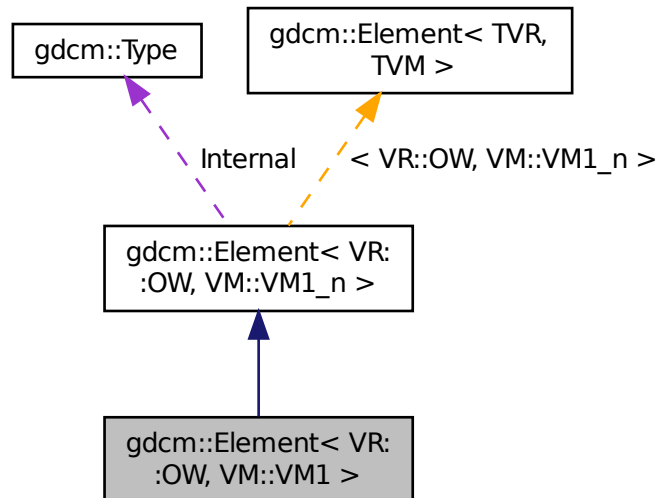 gdcm::Type
gdcm::Element< TVR,
TVM >
Internal
< VR::OW, VM::VM1_n >
gdcm::Element< VR:
:OW, VM::VM1_n >
gdcm::Element< VR:
:OW, VM::VM1 >